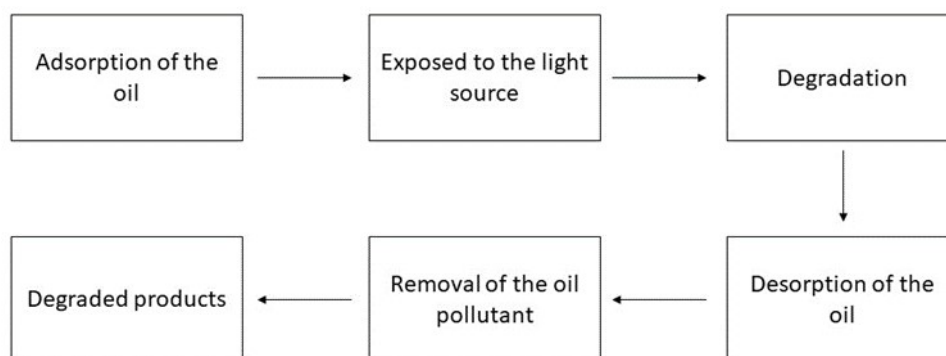 Adsorption of the
oil
Exposed to the light
source
Degradation
Desorption of the
oil
Removal of the oil
pollutant
Degraded products